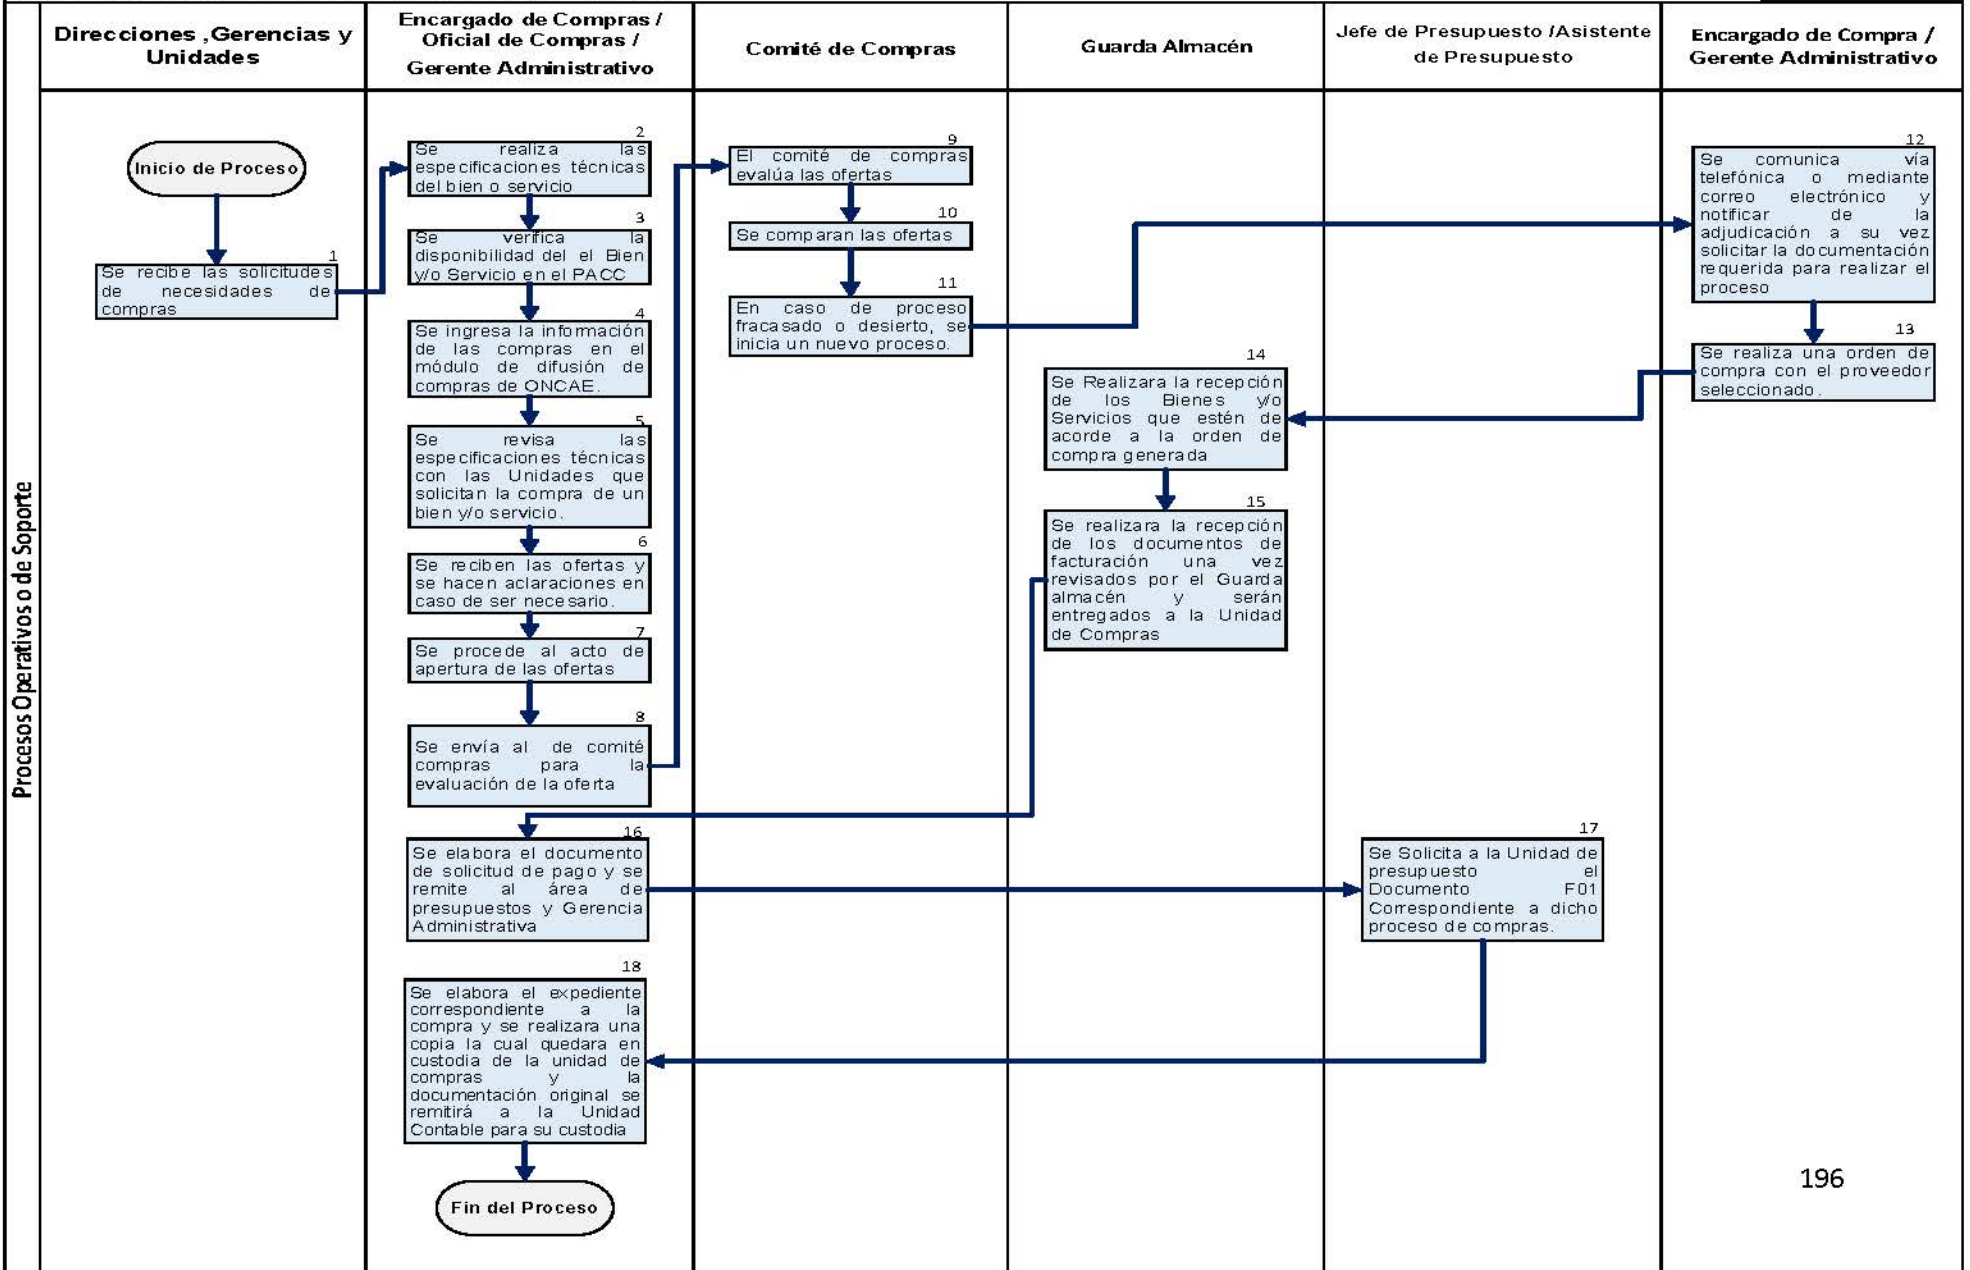 Direcciones ,Gerencias y
Unidades
Encargado de Compras /
Oficial de Compras /
Gerente Administrativo
Comité de Compras
Guarda Almacén
Jefe de Presupuesto /Asistente
de Presupuesto
Encargado de Compra /
Gerente Administrativo
Procesos Operativos o de Soporte
Inicio de Proceso
1
Se recibe las solicitudes
de necesidades de
compras
2
Se realiza las
especificaciones técnicas
del bien o servicio
3
Se verifica la
disponibilidad del el Bien
y/o Servicio en el PACC
4
Se ingresa la información
de las compras en el
módulo de difusión de
compras de ONCAE.
5
Se revisa las
especificaciones técnicas
con las Unidades que
solicitan la compra de un
bien y/o servicio.
6
Se reciben las ofertas y
se hacen aclaraciones en
caso de ser necesario.
7
Se procede al acto de
apertura de las ofertas
8
Se envía al de comité
compras para la
evaluación de la oferta
9
El comité de compras
evalúa las ofertas
10
Se comparan las ofertas
11
En caso de proceso
fracasado o desierto, se
inicia un nuevo proceso.
12
Se comunica vía
telefónica o mediante
correo electrónico y
notificar de la
adjudicación a su vez
solicitar la documentación
requerida para realizar el
proceso
13
Se realiza una orden de
compra con el proveedor
seleccionado.
14
Se Realizara la recepción
de los Bienes y/o
Servicios que estén de
acorde a la orden de
compra generada
15
Se realizara la recepción
de los documentos de
facturación una vez
revisados por el Guarda
almacén y serán
entregados a la Unidad
de Compras
16
Se elabora el documento
de solicitud de pago y se
remite al área de
presupuestos y Gerencia
Administrativa
17
Se Solicita a la Unidad de
presupuesto el
Documento F01
Correspondiente a dicho
proceso de compras.
18
Se elabora el expediente
correspondiente a la
compra y se realizara una
copia la cual quedara en
custodia de la unidad de
compras y la
documentación original se
remitirá a la Unidad
Contable para su custodia
Fin del Proceso
196